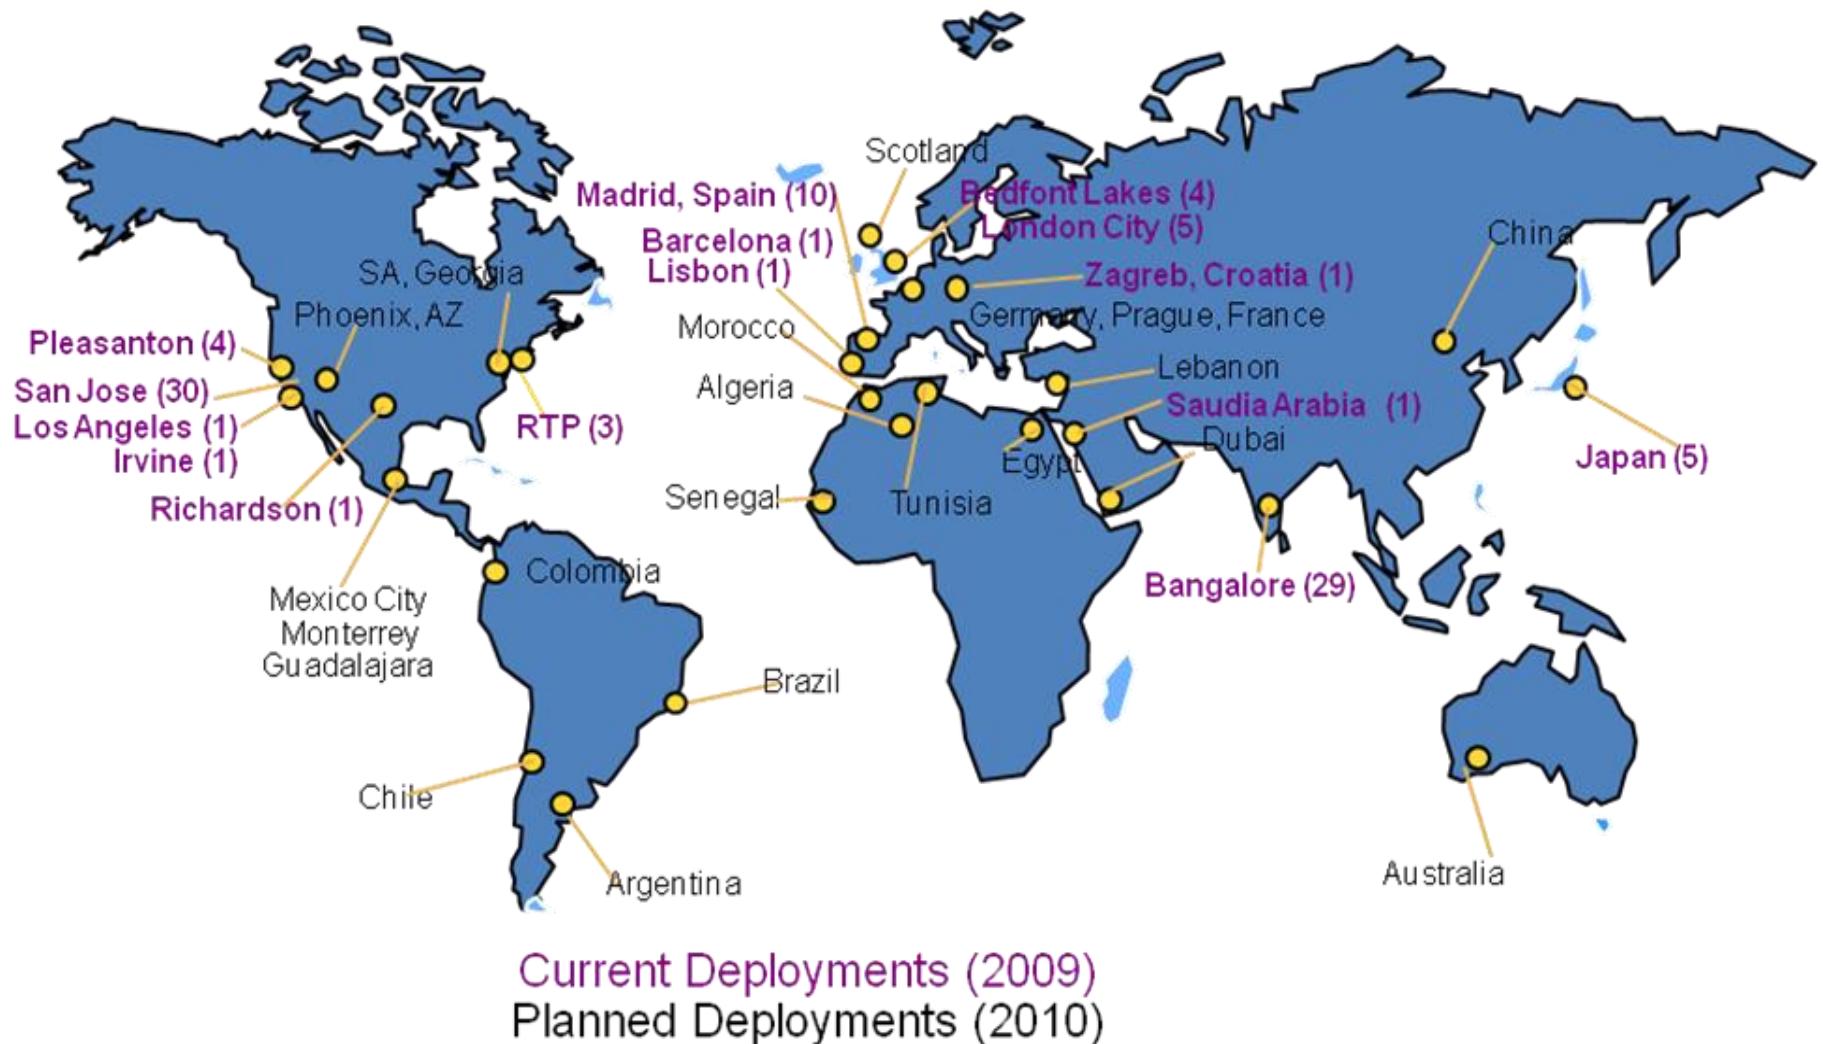 Scotland
Madrid, Spain (10)
Bedfont Lakes (4)
London City (5)
China
Barcelona (1)
Lisbon (1)
SA, Georgia
Zagreb, Croatia (1)
Phoenix, AZ
Germany, Prague, France
Morocco
Pleasanton (4)
Lebanon
San Jose (30)
Algeria
Saudia Arabia (1)
Los Angeles (1)
RTP (3)
Dubai
Irvine (1)
Egypt
Japan (5)
Richardson (1)
Senegal
Tunisia
Colombia
Bangalore (29)
Mexico City
Monterrey
Guadalajara
Brazil
Chile
Argentina
Australia
Current Deployments (2009)
Planned Deployments (2010)